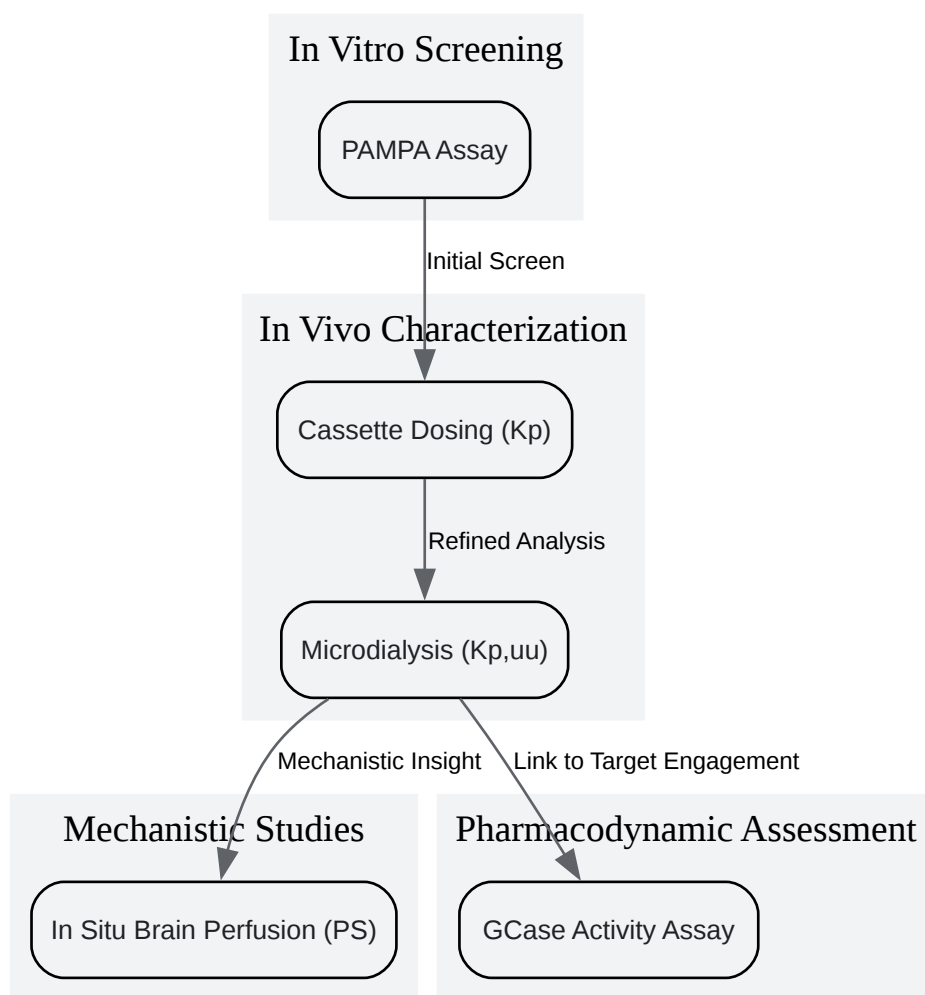 In Vitro Screening
PAMPA Assay
Initial Screen
In Vivo Characterization
Cassette Dosing (Kp)
Refined Analysis
Microdialysis (Kp,uu)
Mechanistic Insight
Link to Target Engagement
Mechanistic Studies
Pharmacodynamic Assessment
In Situ Brain Perfusion (PS)
GCase Activity Assay